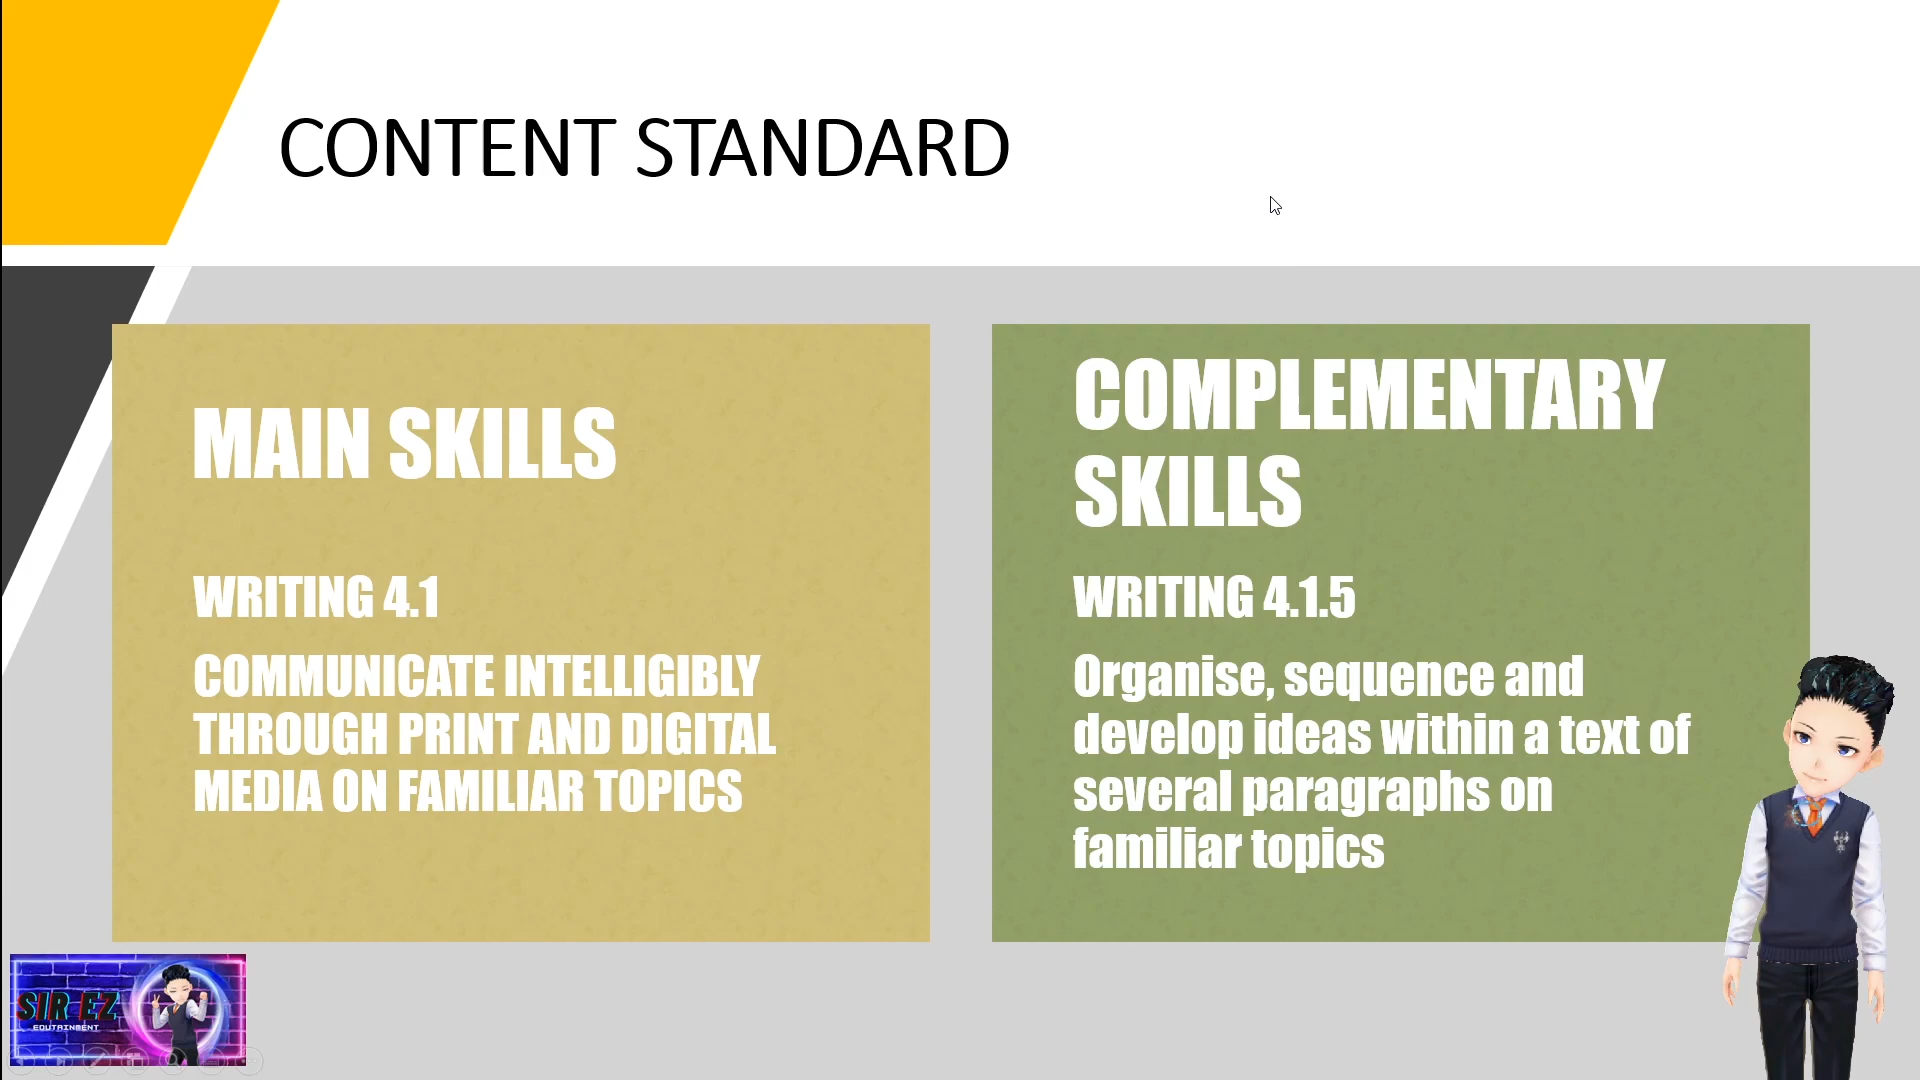 CONTENT STANDARD
MAIN SKILLS
WRITING 4.1
COMMUNICATE INTELLIGIBLY
THROUGH PRINT AND DIGITAL
MEDIA ON FAMILIAR TOPICS
COMPLEMENTARY
SKILLS
WRITING 4.1.5
Organise, sequence and
develop ideas within a text of
several paragraphs on
familiar topics
SIR EZ
EDUTAINMENT